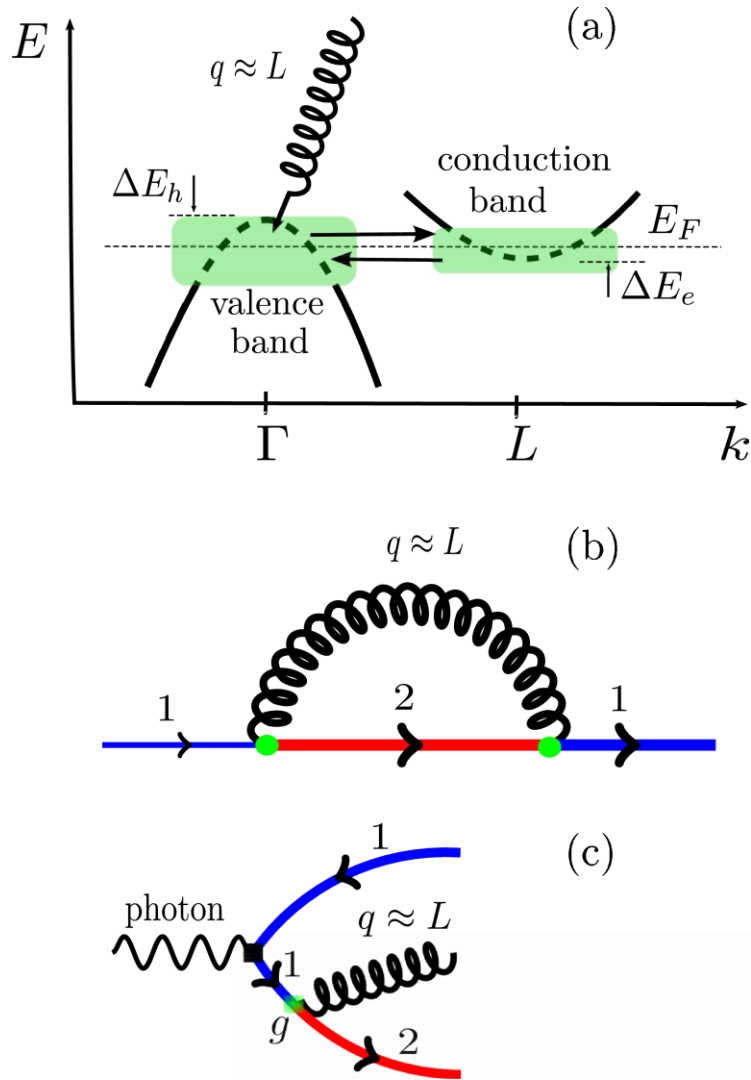 (a)
E
q ≈ L
ΔE_h
conduction
band
E_F
valence
band
ΔE_e
Γ
L
k
(b)
q ≈ L
1
2
1
(c)
1
photon
q ≈ L
1
g
2